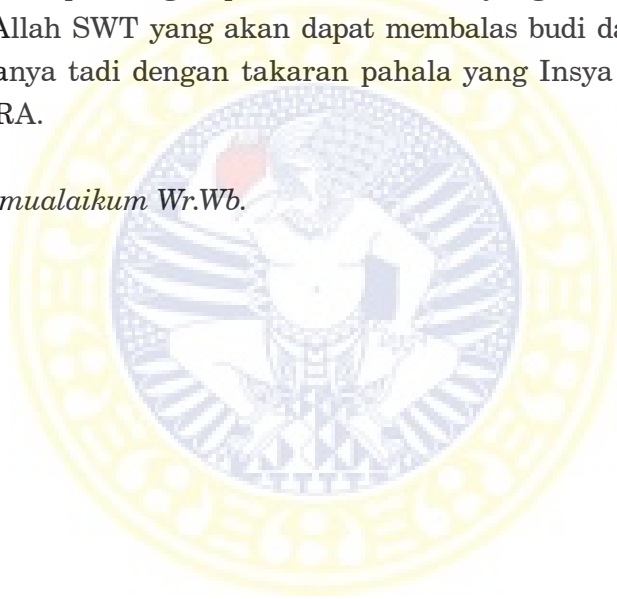 Allah SWT yang akan dapat membalas budi da
anya tadi dengan takaran pahala yang Insya
RA.
mualaikum Wr.Wb.